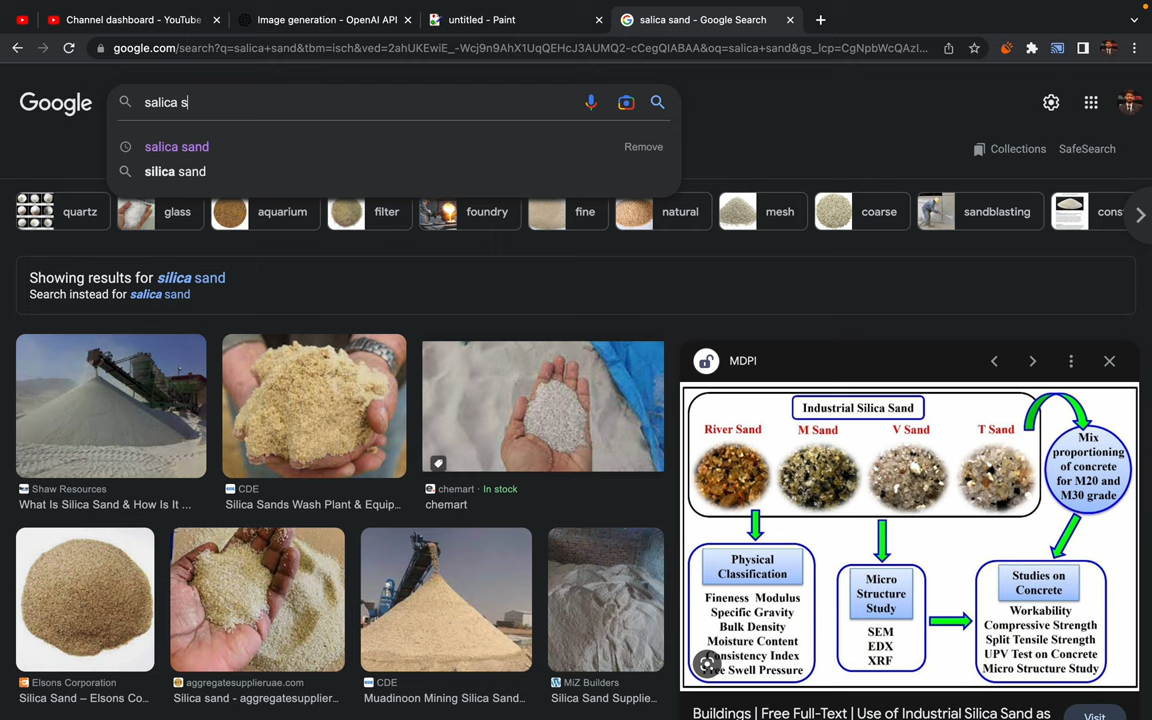 Channel dashboard - YouTube
Image generation - OpenAI API
untitled - Paint
salica sand - Google Search
google.com/search?q=salica+sand&tbm=isch&ved=2ahUKEwiE_-Wcj9n9AhX1UqQEHcJ3AUMQ2-cCegQIABAA&oq=salica+sand&gs_lcp=CgNpbWcQAzI...
Google
salica s
salica sand
Remove
silica sand
Collections
SafeSearch
quartz
glass
aquarium
filter
foundry
fine
natural
mesh
coarse
sandblasting
cons
Showing results for silica sand
Search instead for salica sand
Shaw Resources
What Is Silica Sand & How Is It ...
CDE
Silica Sands Wash Plant & Equip...
chemart · In stock
chemart
Elsons Corporation
Silica Sand – Elsons Co...
aggregatesupplieruae.com
Silica sand - aggregatesupplier...
CDE
Muadinoon Mining Silica Sand...
MiZ Builders
Silica Sand Supplie...
MDPI
Industrial Silica Sand
River Sand
M Sand
V Sand
T Sand
Mix
proportioning
of concrete
for M20 and
M30 grade
Physical
Classification
Fineness Modulus
Specific Gravity
Bulk Density
Moisture Content
Consistency Index
Free Swell Pressure
Micro
Structure
Study
SEM
EDX
XRF
Studies on
Concrete
Workability
Compressive Strength
Split Tensile Strength
UPV Test on Concrete
Micro Structure Study
Buildings | Free Full-Text | Use of Industrial Silica Sand as
Visit